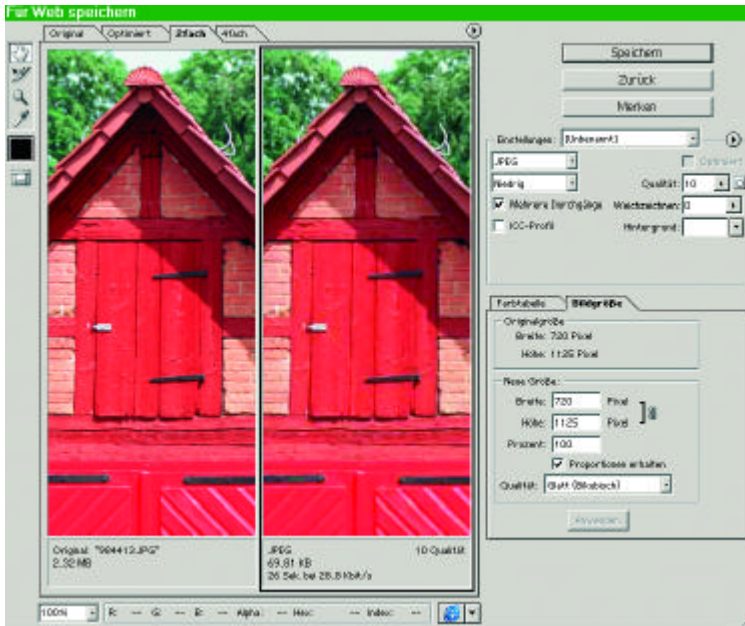 Für Web speichern
Original Optimiert 2fach 4fach
Speichern
Zurück
Merken
Einstellungen: [Unbenannt]
JPEG Optimiert
Niedrig Qualität: 10
Mehrere Durchgänge Weichzeichnen: 0
ICC-Profil Hintergrund:
Farbtabelle Bildgröße
Originalgröße
Breite: 720 Pixel
Höhe: 1125 Pixel
Neue Größe:
Breite: 720 Pixel
Höhe: 1125 Pixel
Prozent: 100
Proportionen erhalten
Qualität: Glatt (Bikubisch)
Anwenden
Original: "984413.JPG"
2.32 MB
JPEG 10 Qualität
69.81 KB
26 Sek. bei 28.8 Kbit/s
100% R: -- G: -- B: -- Alpha: -- Hex: -- Index: --